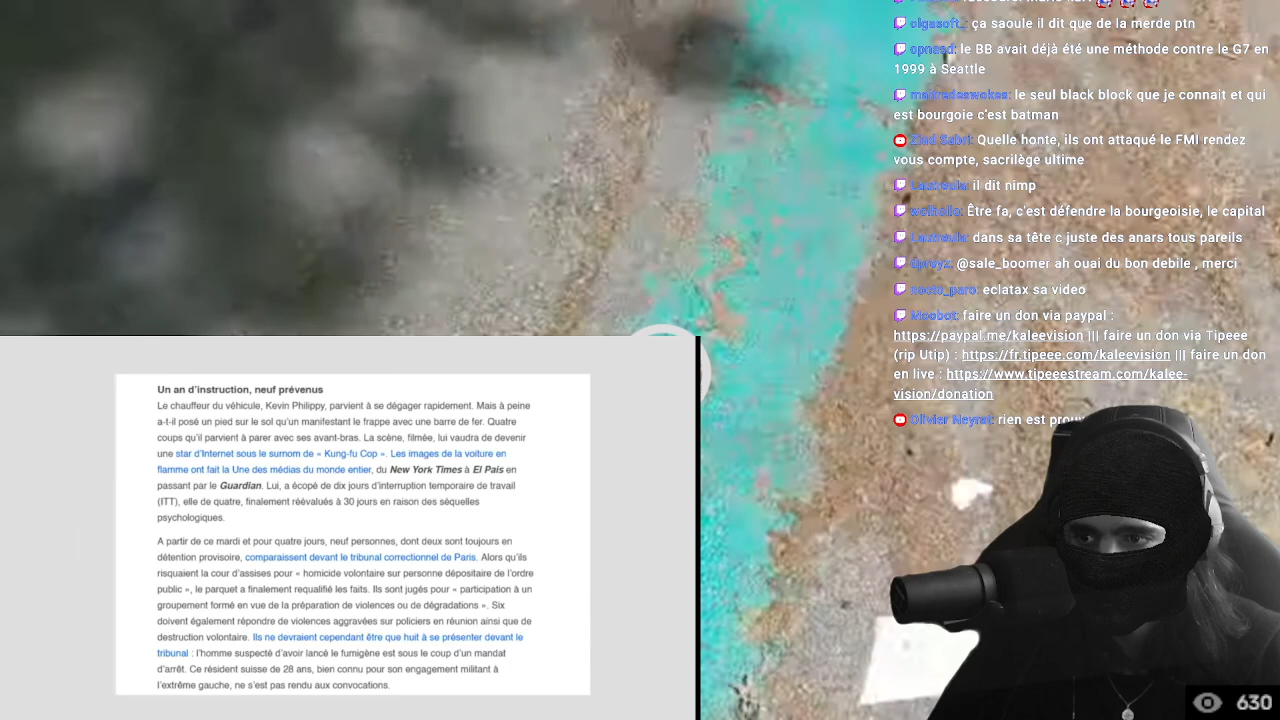 ça saoule il dit que de la merde ptn
le BB avait déjà été une méthode contre le G7 en
1999 à Seattle
le seul black block que je connait et qui
est bourgoie c'est batman
Zind Sabri: Quelle honte, ils ont attaqué le FMI rendez
vous compte, sacrilège ultime
il dit nimp
Être fa, c'est défendre la bourgeoisie, le capital
dans sa tête c juste des anars tous pareils
@sale_boomer ah ouai du bon debile , merci
eclatax sa video
Moobot: faire un don via paypal :
https://paypal.me/kaleevision ||| faire un don via Tipeee
(rip Utip) : https://fr.tipeee.com/kaleevision ||| faire un don
en live : https://www.tipeeestream.com/kalee-
vision/donation
Olivier Neyrat: rien est
Un an d'instruction, neuf prévenus
Le chauffeur du véhicule, Kevin Philippy, parvient à se dégager rapidement. Mais à peine
a-t-il posé un pied sur le sol qu'un manifestant le frappe avec une barre de fer. Quatre
coups qu'il parvient à parer avec ses avant-bras. La scène, filmée, lui vaudra de devenir
une star d'Internet sous le surnom de « Kung-fu Cop ». Les images de la voiture en
flamme ont fait la Une des médias du monde entier, du New York Times à El Pais en
passant par le Guardian. Lui, a écopé de dix jours d'interruption temporaire de travail
(ITT), elle de quatre, finalement réévalués à 30 jours en raison des séquelles
psychologiques.
A partir de ce mardi et pour quatre jours, neuf personnes, dont deux sont toujours en
détention provisoire, comparaissent devant le tribunal correctionnel de Paris. Alors qu'ils
risquaient la cour d'assises pour « homicide volontaire sur personne dépositaire de l'ordre
public », le parquet a finalement requalifié les faits. Ils sont jugés pour « participation à un
groupement formé en vue de la préparation de violences ou de dégradations ». Six
doivent également répondre de violences aggravées sur policiers en réunion ainsi que de
destruction volontaire. Ils ne devraient cependant être que huit à se présenter devant le
tribunal : l'homme suspecté d'avoir lancé le fumigène est sous le coup d'un mandat
d'arrêt. Ce résident suisse de 28 ans, bien connu pour son engagement militant à
l'extrême gauche, ne s'est pas rendu aux convocations.
630